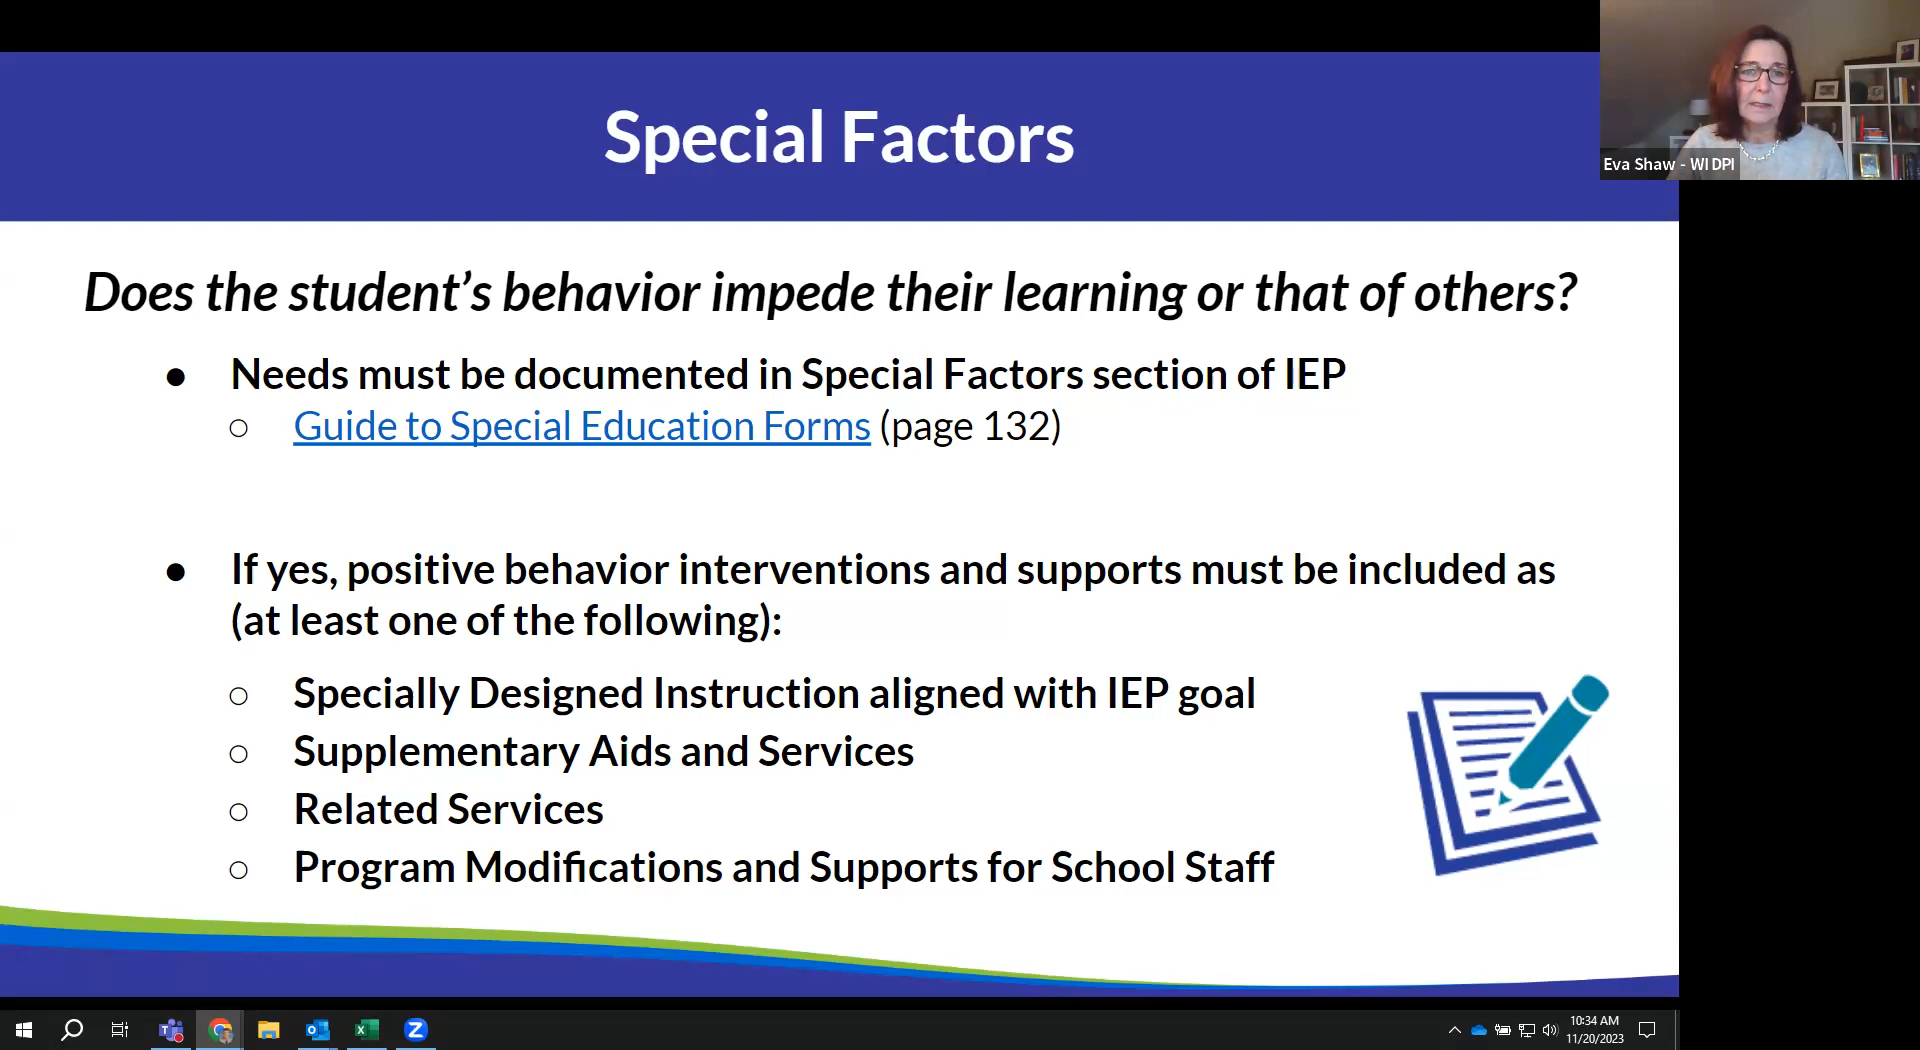 Special Factors
Eva Shaw - WI DPI
Does the student’s behavior impede their learning or that of others?
● Needs must be documented in Special Factors section of IEP
○ Guide to Special Education Forms (page 132)
● If yes, positive behavior interventions and supports must be included as
(at least one of the following):
○ Specially Designed Instruction aligned with IEP goal
○ Supplementary Aids and Services
○ Related Services
○ Program Modifications and Supports for School Staff
10:34 AM
11/20/2023